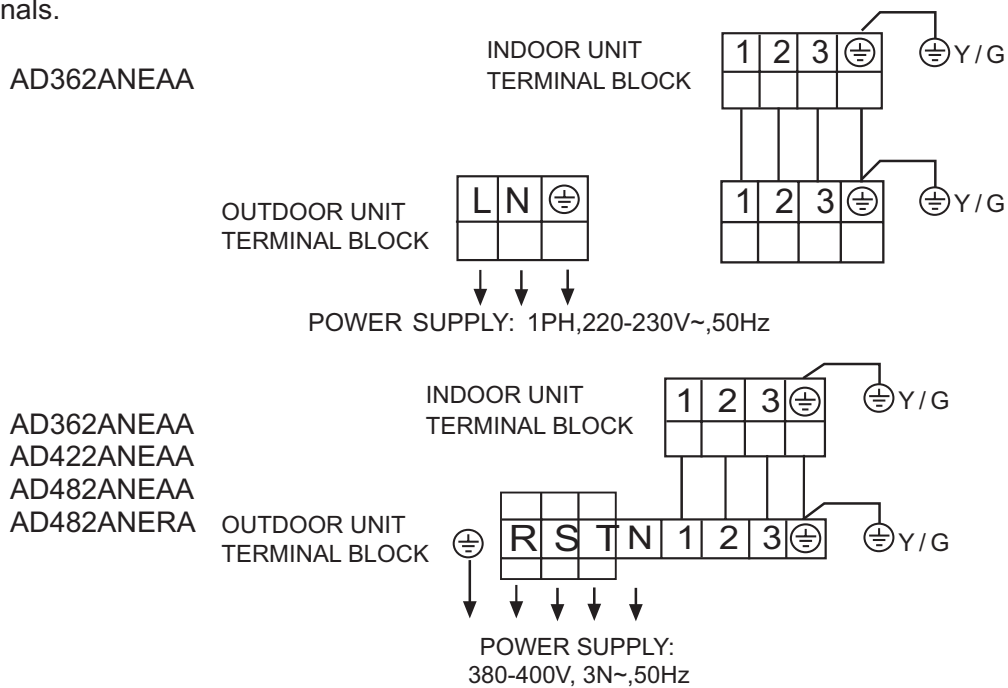 nals.
AD362ANEAA
INDOOR UNIT
TERMINAL BLOCK
1 2 3
Y/G
OUTDOOR UNIT
TERMINAL BLOCK
L N
1 2 3
Y/G
POWER SUPPLY: 1PH,220-230V~,50Hz
AD362ANEAA
AD422ANEAA
AD482ANEAA
AD482ANERA
INDOOR UNIT
TERMINAL BLOCK
1 2 3
Y/G
OUTDOOR UNIT
TERMINAL BLOCK
R S T N 1 2 3
Y/G
POWER SUPPLY:
380-400V, 3N~,50Hz